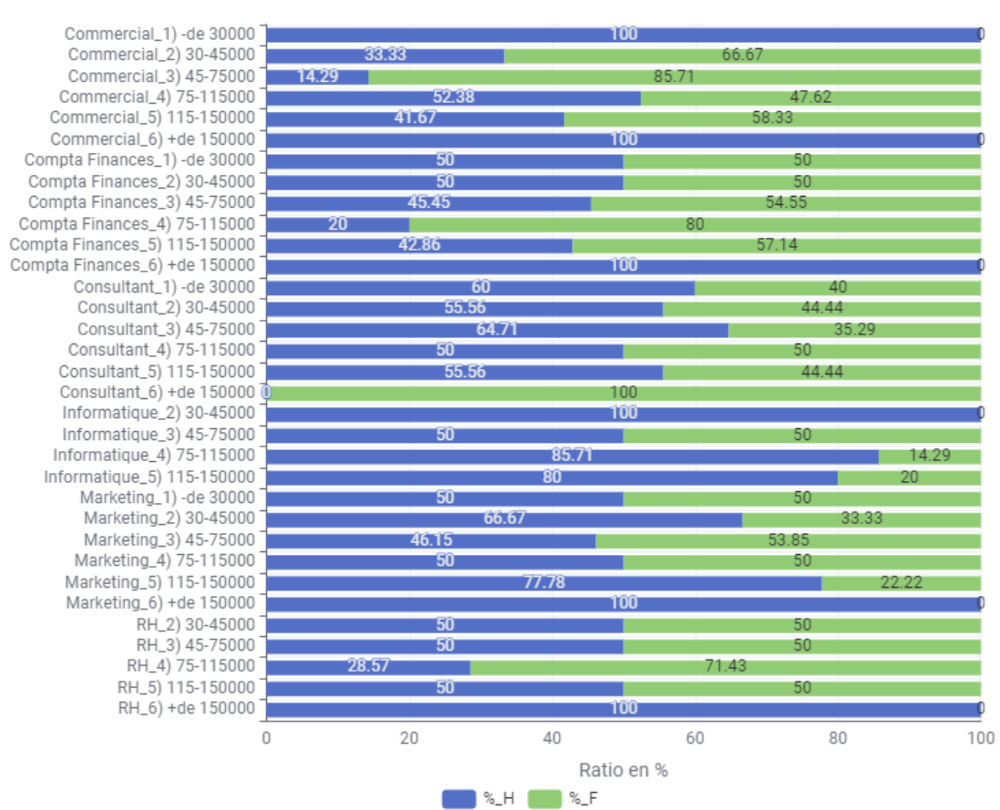 Commercial_1) -de 30000 100 0
Commercial_2) 30-45000 33.33 66.67
Commercial_3) 45-75000 14.29 85.71
Commercial_4) 75-115000 52.38 47.62
Commercial_5) 115-150000 41.67 58.33
Commercial_6) +de 150000 100 0
Compta Finances_1) -de 30000 50 50
Compta Finances_2) 30-45000 50 50
Compta Finances_3) 45-75000 45.45 54.55
Compta Finances_4) 75-115000 20 80
Compta Finances_5) 115-150000 42.86 57.14
Compta Finances_6) +de 150000 100 0
Consultant_1) -de 30000 60 40
Consultant_2) 30-45000 55.56 44.44
Consultant_3) 45-75000 64.71 35.29
Consultant_4) 75-115000 50 50
Consultant_5) 115-150000 55.56 44.44
Consultant_6) +de 150000 0 100
Informatique_2) 30-45000 100 0
Informatique_3) 45-75000 50 50
Informatique_4) 75-115000 85.71 14.29
Informatique_5) 115-150000 80 20
Marketing_1) -de 30000 50 50
Marketing_2) 30-45000 66.67 33.33
Marketing_3) 45-75000 46.15 53.85
Marketing_4) 75-115000 50 50
Marketing_5) 115-150000 77.78 22.22
Marketing_6) +de 150000 100 0
RH_2) 30-45000 50 50
RH_3) 45-75000 50 50
RH_4) 75-115000 28.57 71.43
RH_5) 115-150000 50 50
RH_6) +de 150000 100 0
0 20 40 60 80 100
Ratio en %
%_H %_F